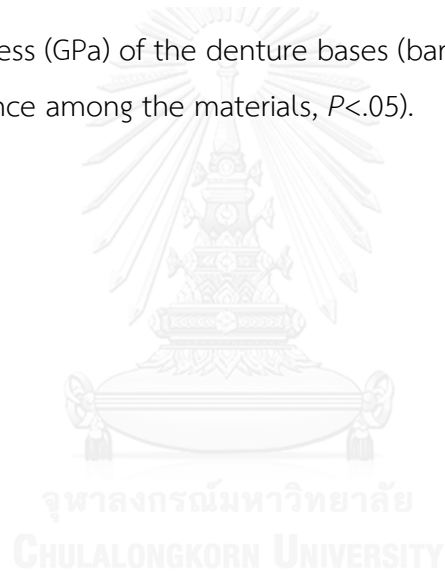 ess (GPa) of the denture bases (bar
nce among the materials, P<.05).
จุฬาลงกรณ์มหาวิทยาลัย
CHULALONGKORN UNIVERSITY